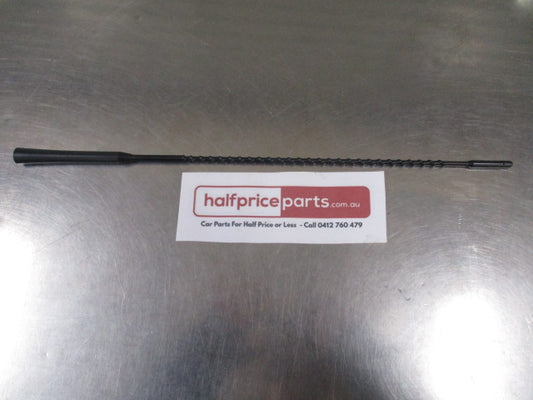 halfpriceparts.com.au
Car Parts For Half Price or Less - Call 0412 760 479